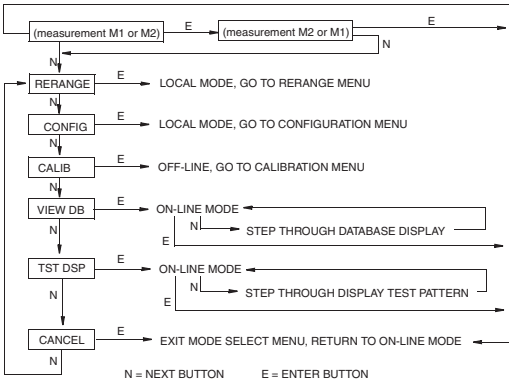 (measurement M1 or M2) E (measurement M2 or M1) E
N N
RERANGE E LOCAL MODE, GO TO RERANGE MENU
N
CONFIG E LOCAL MODE, GO TO CONFIGURATION MENU
N
CALIB E OFF-LINE, GO TO CALIBRATION MENU
N
VIEW DB E ON-LINE MODE
N N STEP THROUGH DATABASE DISPLAY
E
TST DSP E ON-LINE MODE
N N STEP THROUGH DISPLAY TEST PATTERN
E
CANCEL E EXIT MODE SELECT MENU, RETURN TO ON-LINE MODE
N
N = NEXT BUTTON E = ENTER BUTTON